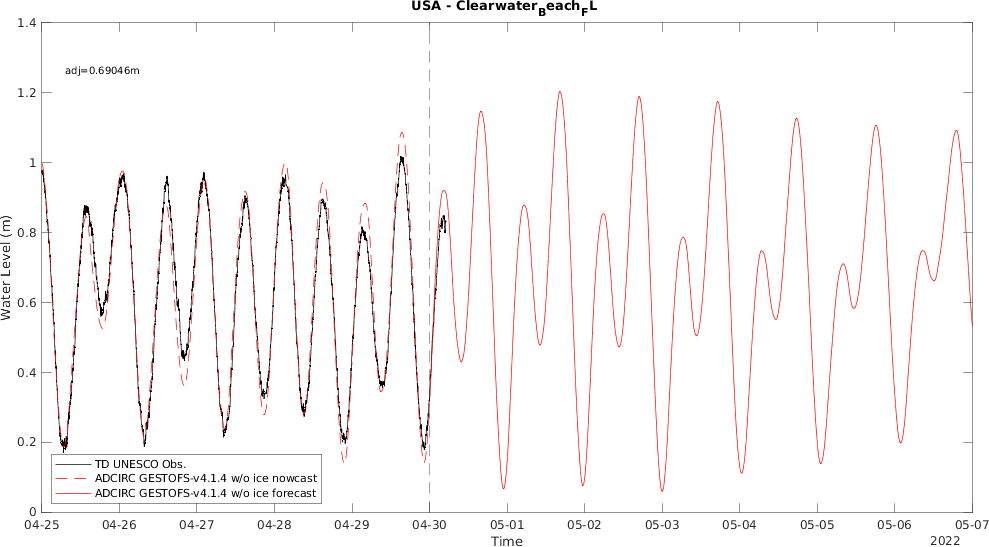 USA - Clearwater_Beach_FL
1.4
1.2
1
0.8
0.6
0.4
0.2
0
Water Level (m)
adj=0.69046m
TD UNESCO Obs.
ADCIRC GESTOFS-v4.1.4 w/o ice nowcast
ADCIRC GESTOFS-v4.1.4 w/o ice forecast
04-25 04-26 04-27 04-28 04-29 04-30 05-01 05-02 05-03 05-04 05-05 05-06 05-07
Time
2022